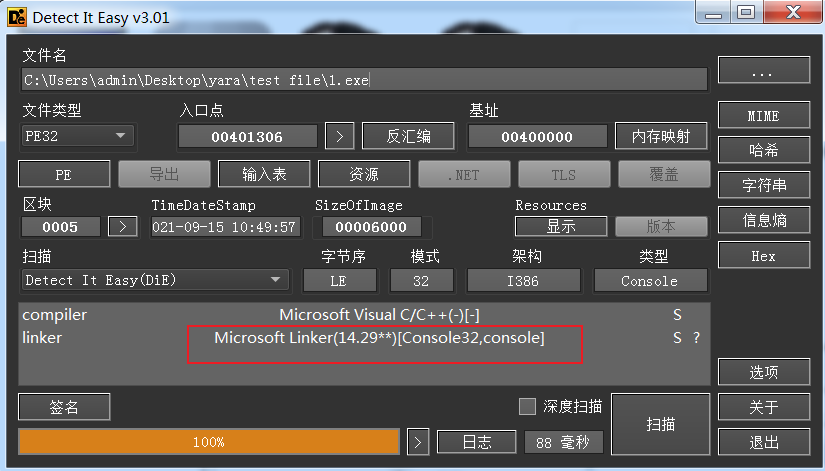 Detect It Easy v3.01
文件名
C:\Users\admin\Desktop\yara\test file\1.exe
...
文件类型 入口点 基址
PE32 00401306 > 反汇编 00400000 内存映射 MIME
PE 导出 输入表 资源 .NET TLS 覆盖 哈希
区块 TimeDateStamp SizeOfImage Resources 字符串
0005 > 021-09-15 10:49:57 00006000 显示 版本 信息熵
扫描 字节序 模式 架构 类型 Hex
Detect It Easy(DiE) LE 32 I386 Console
compiler Microsoft Visual C/C++(-)[-] S
linker Microsoft Linker(14.29**)[Console32,console] S ?
选项
签名 深度扫描 扫描 关于
100% > 日志 88 毫秒 退出